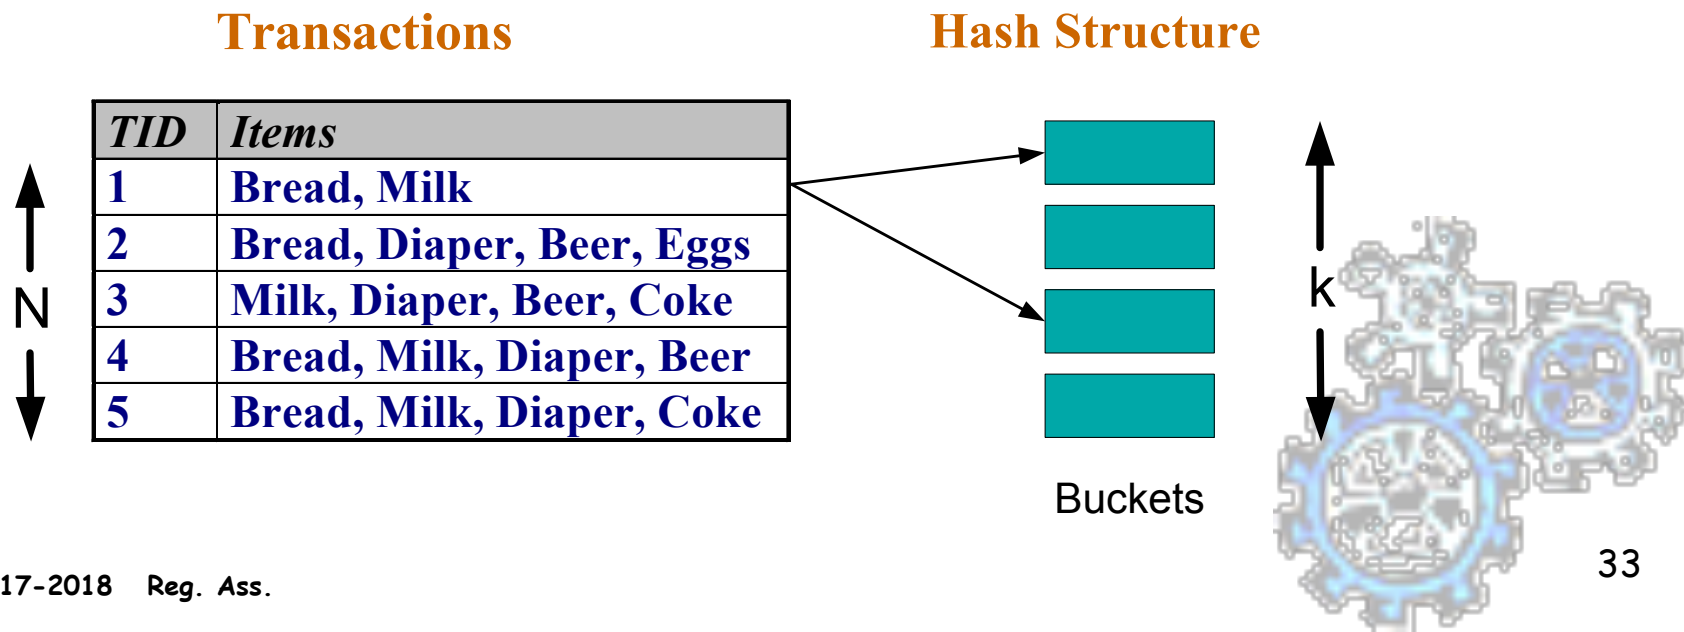 Transactions
Hash Structure
TID Items
1 Bread, Milk
2 Bread, Diaper, Beer, Eggs
3 Milk, Diaper, Beer, Coke
4 Bread, Milk, Diaper, Beer
5 Bread, Milk, Diaper, Coke
N
k
Buckets
17-2018 Reg. Ass.
33